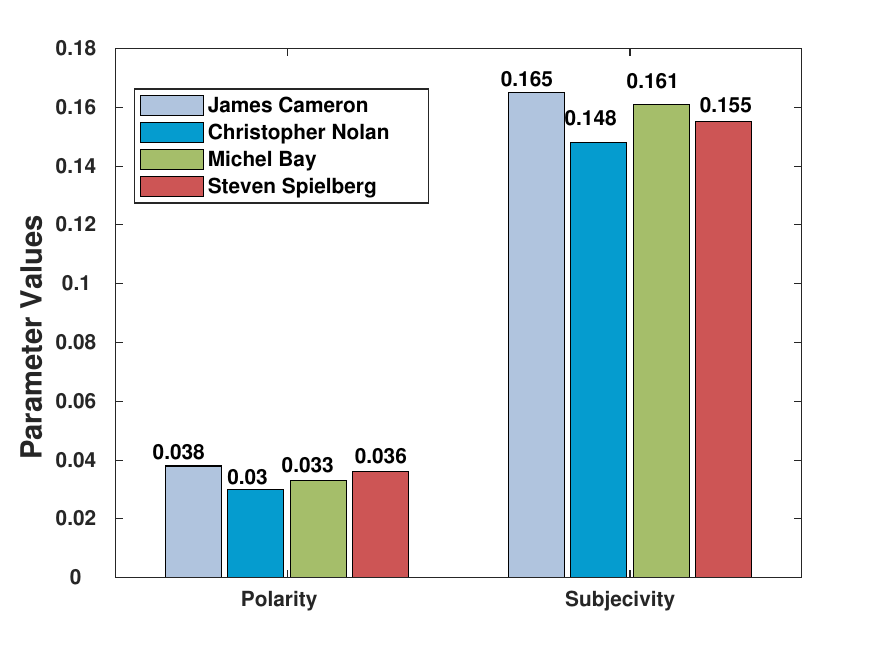 0.18
0.16
0.14
0.12
0.1
0.08
0.06
0.04
0.02
0
Parameter Values
James Cameron
Christopher Nolan
Michel Bay
Steven Spielberg
0.038
0.03
0.033
0.036
0.165
0.148
0.161
0.155
Polarity
Subjecivity